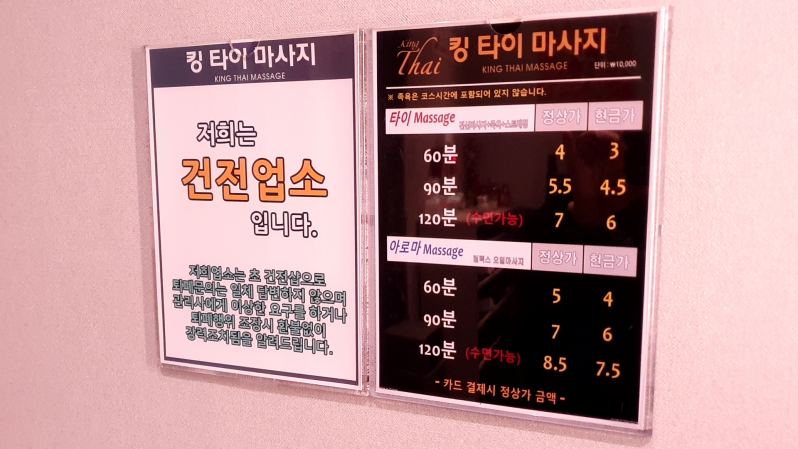 킹 타이 마사지
KING THAI MASSAGE
저희는
건전업소
입니다.
저희업소는 초 건전샵으로
퇴폐문의는 일체 답변하지 않으며
관리사에게 이상한 요구를 하거나
퇴폐행위 조장시 환불없이
강력조치됨을 알려드립니다.
King Thai
킹 타이 마사지
KING THAI MASSAGE
단위 : ₩10,000
※ 족욕은 코스시간에 포함되어 있지 않습니다.
타이 Massage 정상가 현금가
60분 4 3
90분 5.5 4.5
120분 (수면가능) 7 6
아로마 Massage 릴렉스 오일마사지 정상가 현금가
60분 5 4
90분 7 6
120분 (수면가능) 8.5 7.5
- 카드 결제시 정상가 금액 -